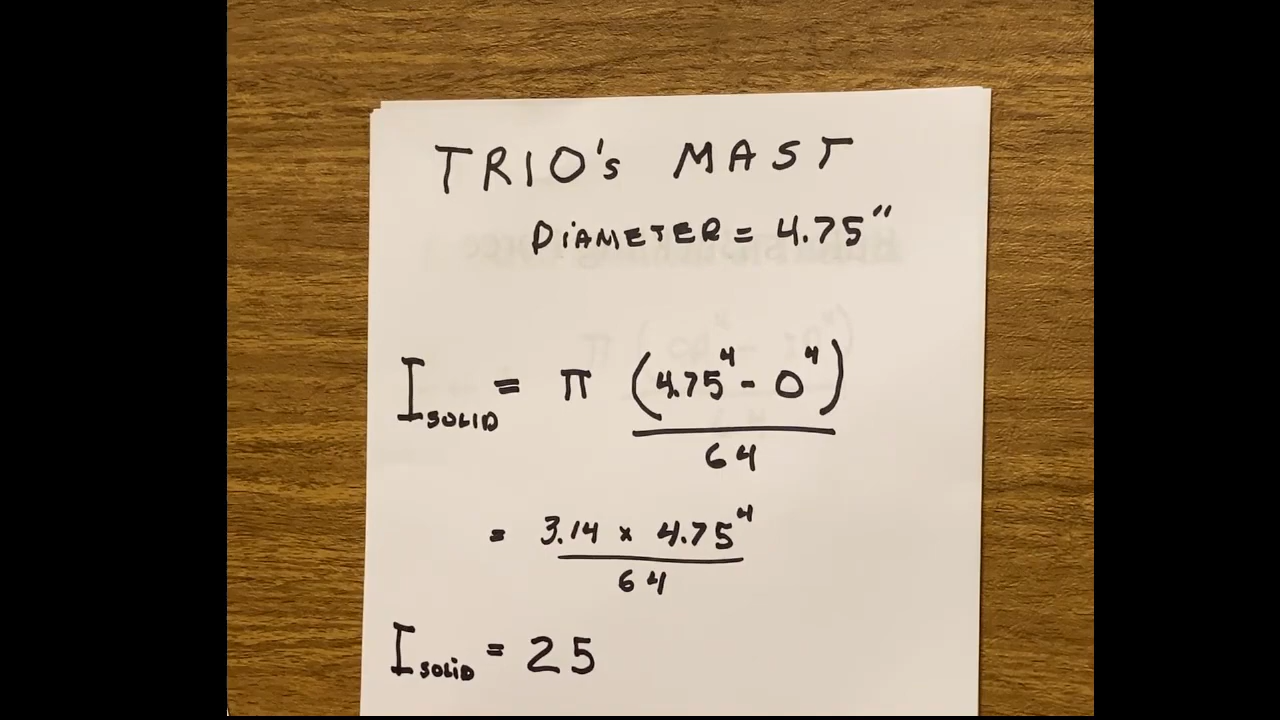 TRIO's MAST
DIAMETER = 4.75"
I SOLID = π (4.75⁴ - 0⁴)
64
= 3.14 x 4.75⁴
64
I SOLID = 25